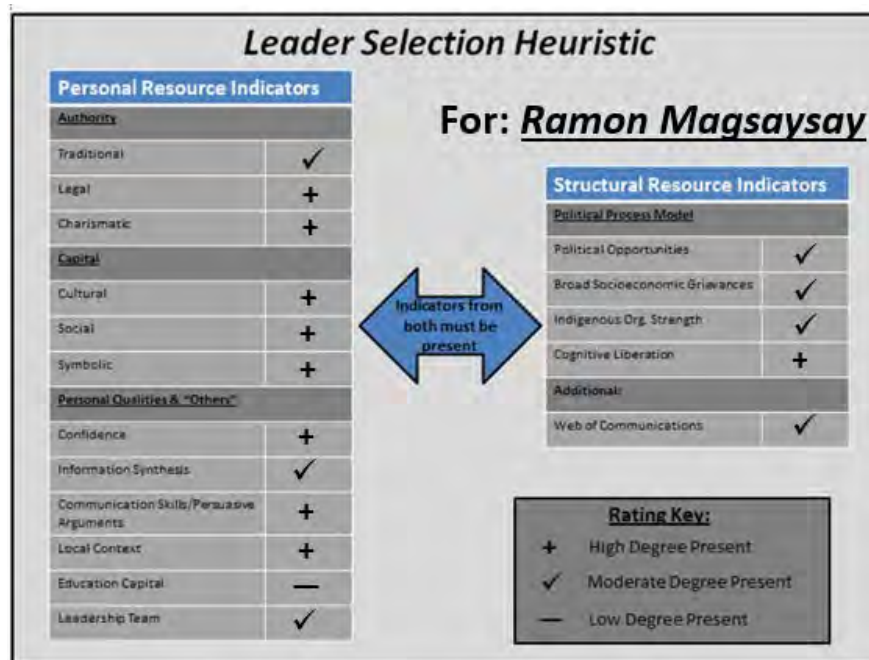 Leader Selection Heuristic
For: Ramon Magsaysay
Personal Resource Indicators
Authority
Traditional ✓
Legal +
Charismatic +
Capital
Cultural +
Social +
Symbolic +
Personal Qualities & "Others"
Confidence +
Information Synthesis ✓
Communication Skills/Persuasive
Arguments +
Local Context +
Education Capital —
Leadership Team ✓
Indicators from
both must be
present
Structural Resource Indicators
Political Process Model
Political Opportunities ✓
Broad Socioeconomic Grievances ✓
Indigenous Org. Strength ✓
Cognitive Liberation +
Additional:
Web of Communications ✓
Rating Key:
+ High Degree Present
✓ Moderate Degree Present
— Low Degree Present